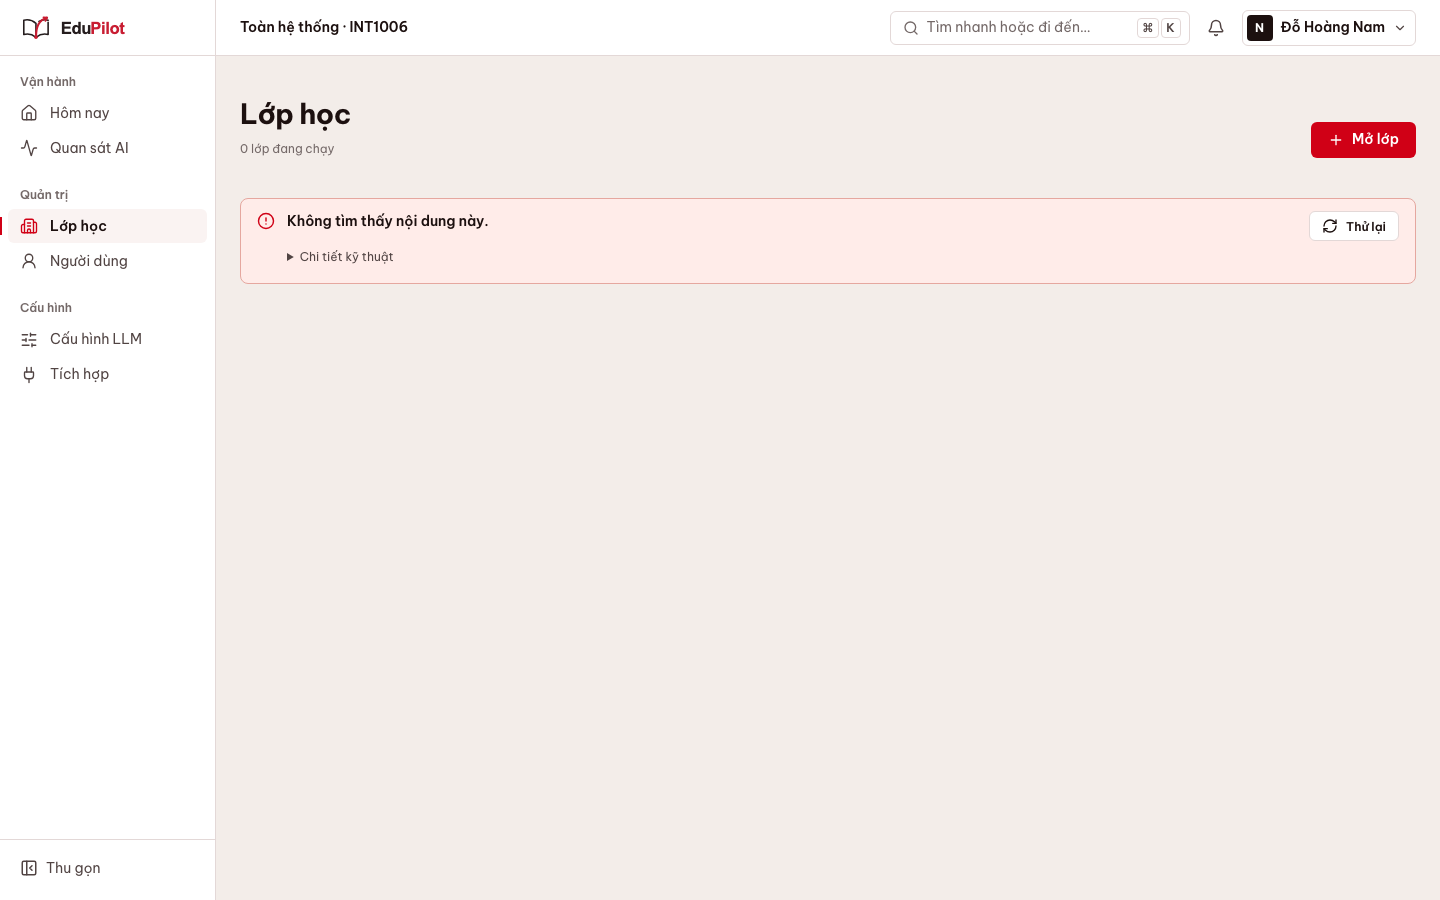 EduPilot
Toàn hệ thống · INT1006
Tìm nhanh hoặc đi đến...
⌘ K
N
Đỗ Hoàng Nam
Vận hành
Hôm nay
Quan sát AI
Quản trị
Lớp học
Người dùng
Cấu hình
Cấu hình LLM
Tích hợp
Thu gọn
Lớp học
0 lớp đang chạy
Mở lớp
Không tìm thấy nội dung này.
Chi tiết kỹ thuật
Thử lại